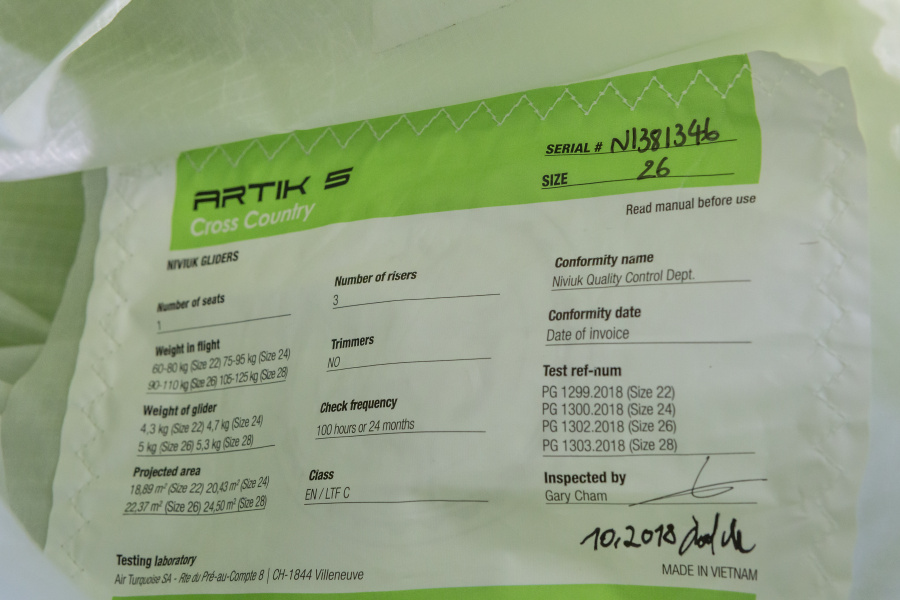 ARTIK 5
Cross Country
SERIAL # N1381346
SIZE 26
Read manual before use
NIVIUK GLIDERS
Number of seats
1
Weight in flight
60-80 kg (Size 22) 75-95 kg (Size 24)
90-110 kg (Size 26) 105-125 kg (Size 28)
Weight of glider
4,3 kg (Size 22) 4,7 kg (Size 24)
5 kg (Size 26) 5,3 kg (Size 28)
Projected area
18,89 m² (Size 22) 20,43 m² (Size 24)
22,37 m² (Size 26) 24,50 m² (Size 28)
Number of risers
3
Trimmers
NO
Check frequency
100 hours or 24 months
Class
EN / LTF C
Conformity name
Niviuk Quality Control Dept.
Conformity date
Date of invoice
Test ref-num
PG 1299.2018 (Size 22)
PG 1300.2018 (Size 24)
PG 1302.2018 (Size 26)
PG 1303.2018 (Size 28)
Inspected by
Gary Cham
10,2018
MADE IN VIETNAM
Testing laboratory
Air Turquoise SA - Rte du Pré-au-Compte 8 | CH-1844 Villeneuve